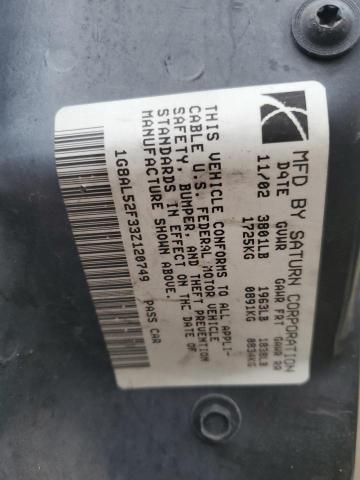 MFD BY SATURN CORPORATION
DATE GVWR GAWR FRT GAWR RR
11/02 3801LB 1963LB 1838LB
1725KG 0891KG 0834KG
THIS VEHICLE CONFORMS TO ALL APPLI-
CABLE U.S. FEDERAL MOTOR VEHICLE
SAFETY, BUMPER, AND THEFT PREVENTION
STANDARDS IN EFFECT ON THE DATE OF
MANUFACTURE SHOWN ABOVE.
1G8AL52F33Z120749 PASS CAR